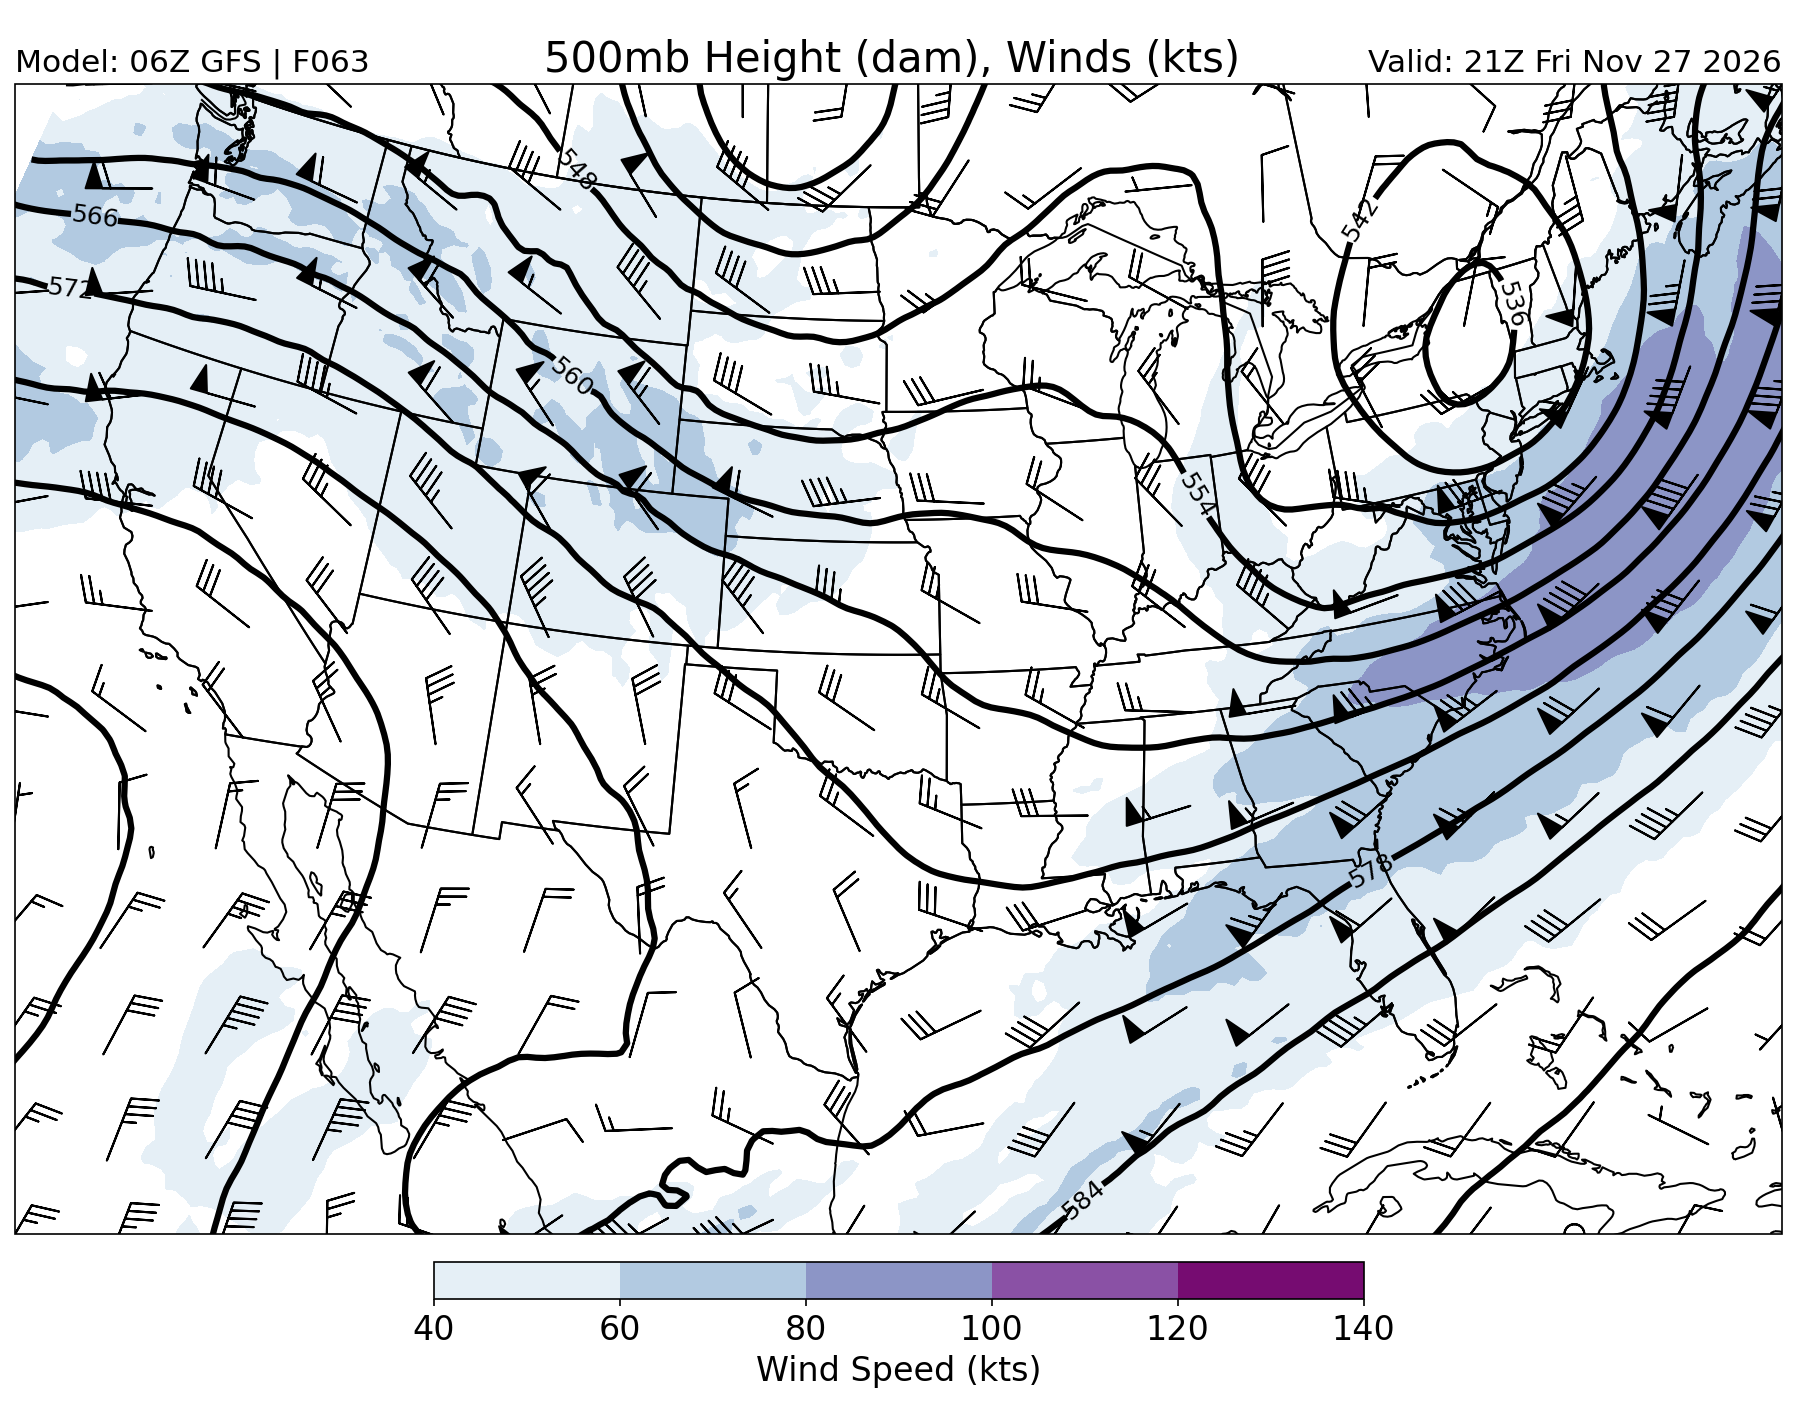 Model: 06Z GFS | F063
500mb Height (dam), Winds (kts)
Valid: 21Z Fri Nov 27 2026
548
566
542
572
536
560
554
578
584
40 60 80 100 120 140
Wind Speed (kts)